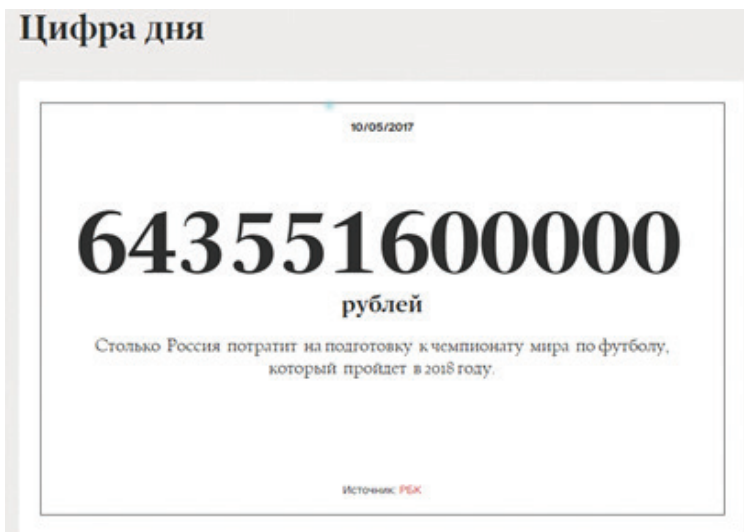 Цифра дня
10/05/2017
643551600000
рублей
Столько Россия потратит на подготовку к чемпионату мира по футболу,
который пройдет в 2018 году.
Источник: РБК